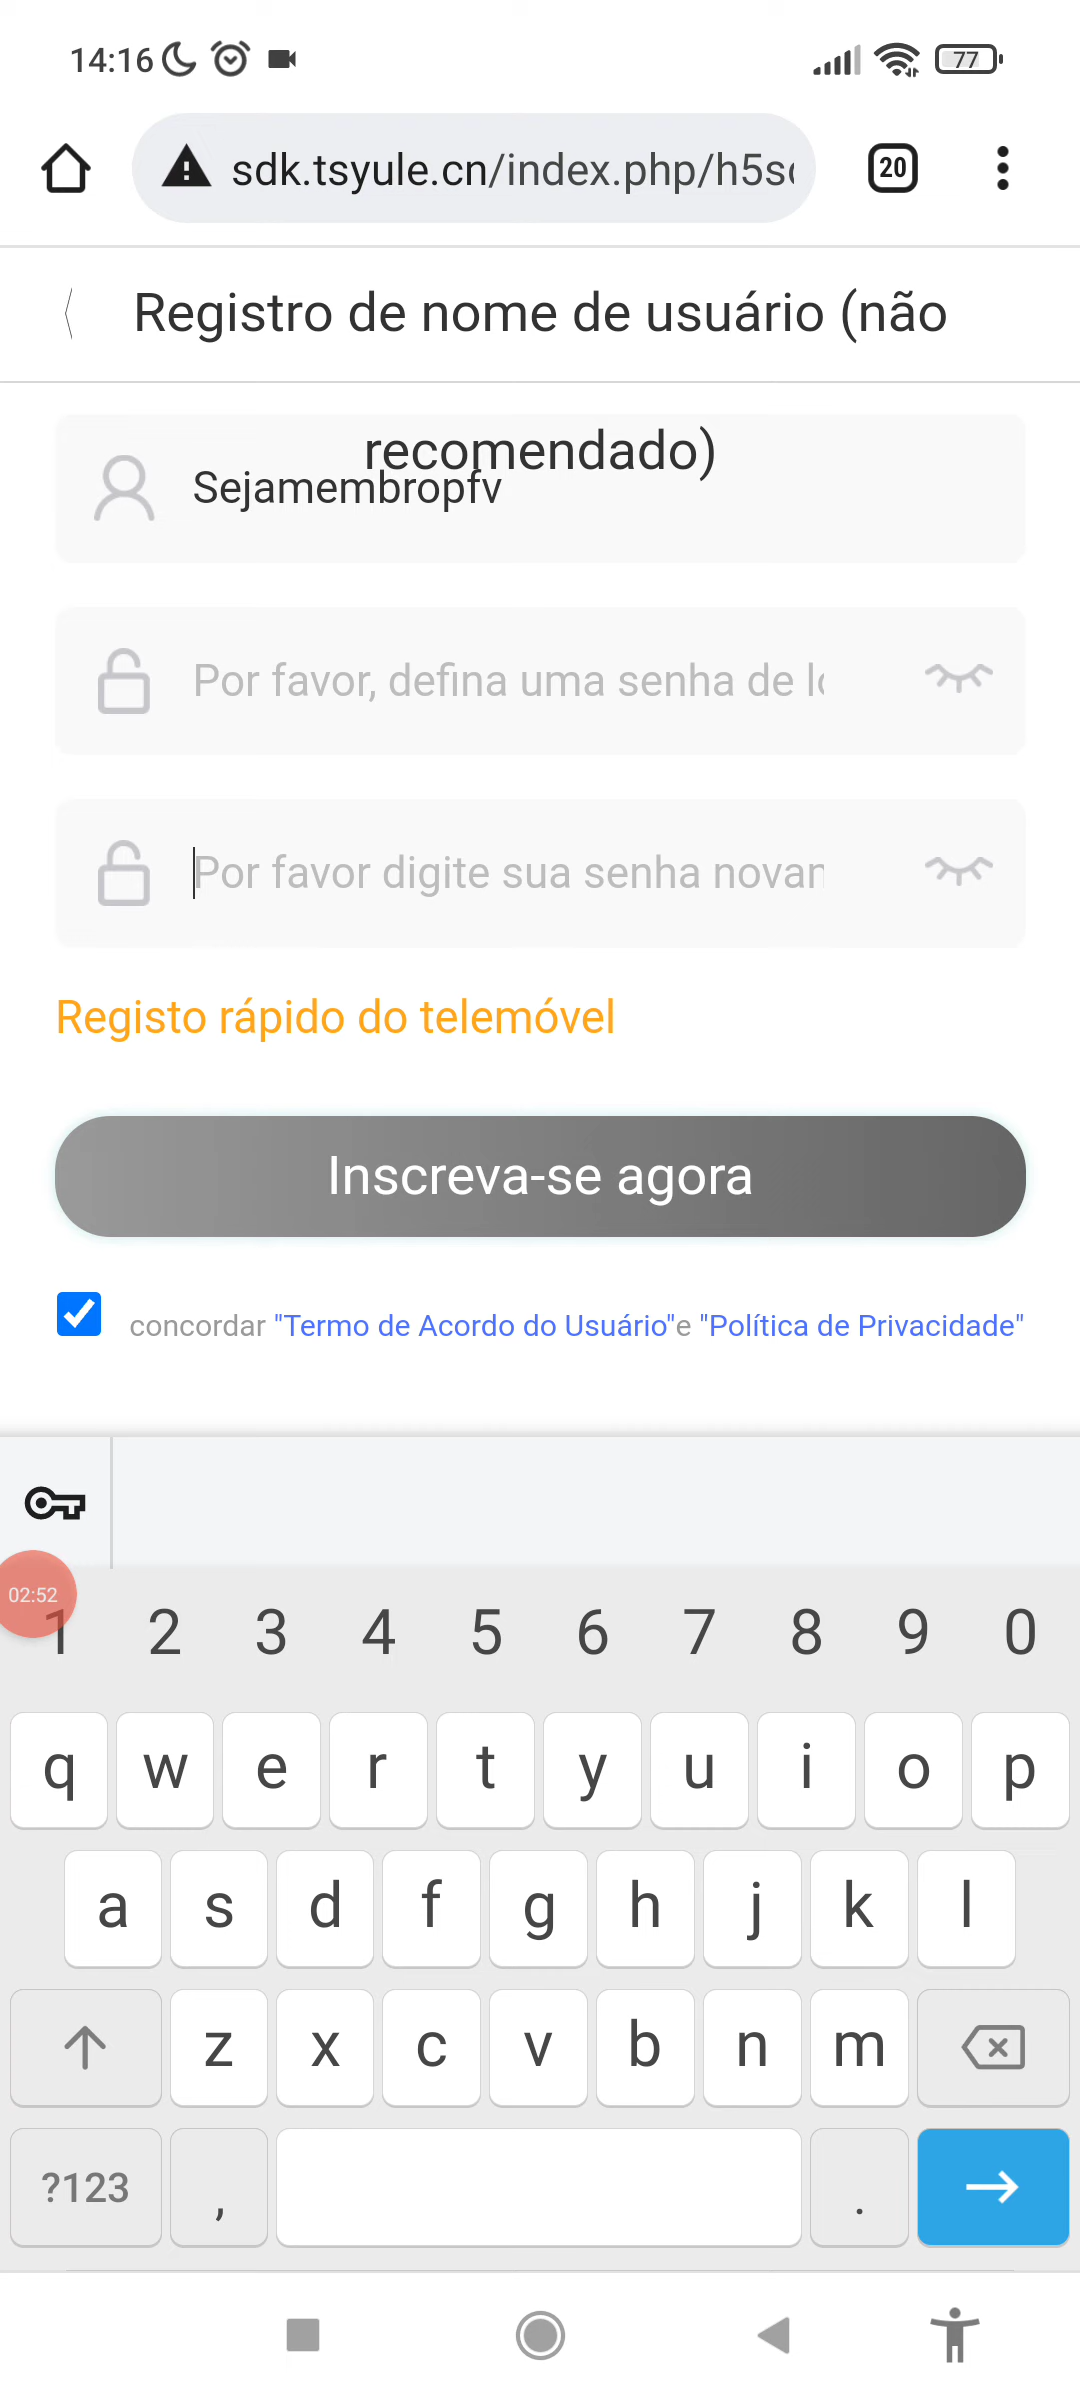 14:16
77
sdk.tsyule.cn/index.php/h5s
20
Registro de nome de usuário (não
recomendado)
Sejamembropfv
Por favor, defina uma senha de l
Por favor digite sua senha novan
Registo rápido do telemóvel
Inscreva-se agora
concordar "Termo de Acordo do Usuário"e "Política de Privacidade"
02:52
1 2 3 4 5 6 7 8 9 0
q w e r t y u i o p
a s d f g h j k l
z x c v b n m
?123 , .